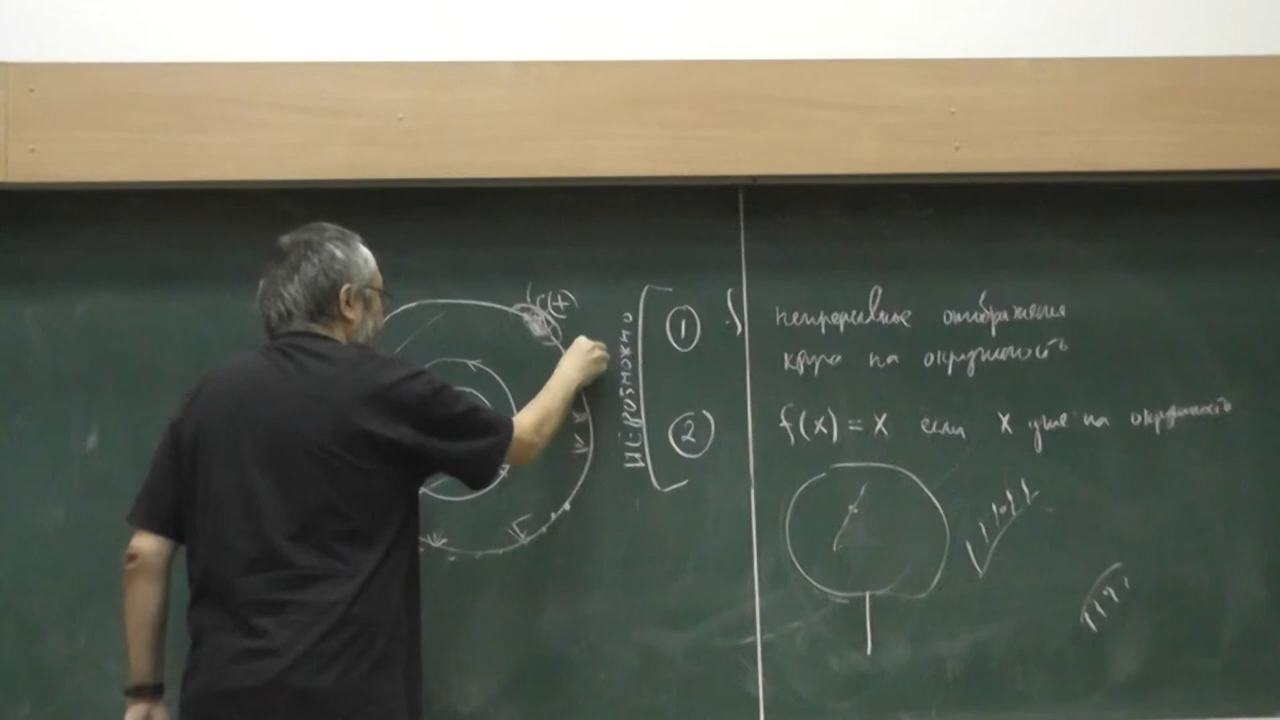 f(t)
невозможно
1 f непрерывное отображение
круга на окружность
2 f(x) = x если x уже на окружности